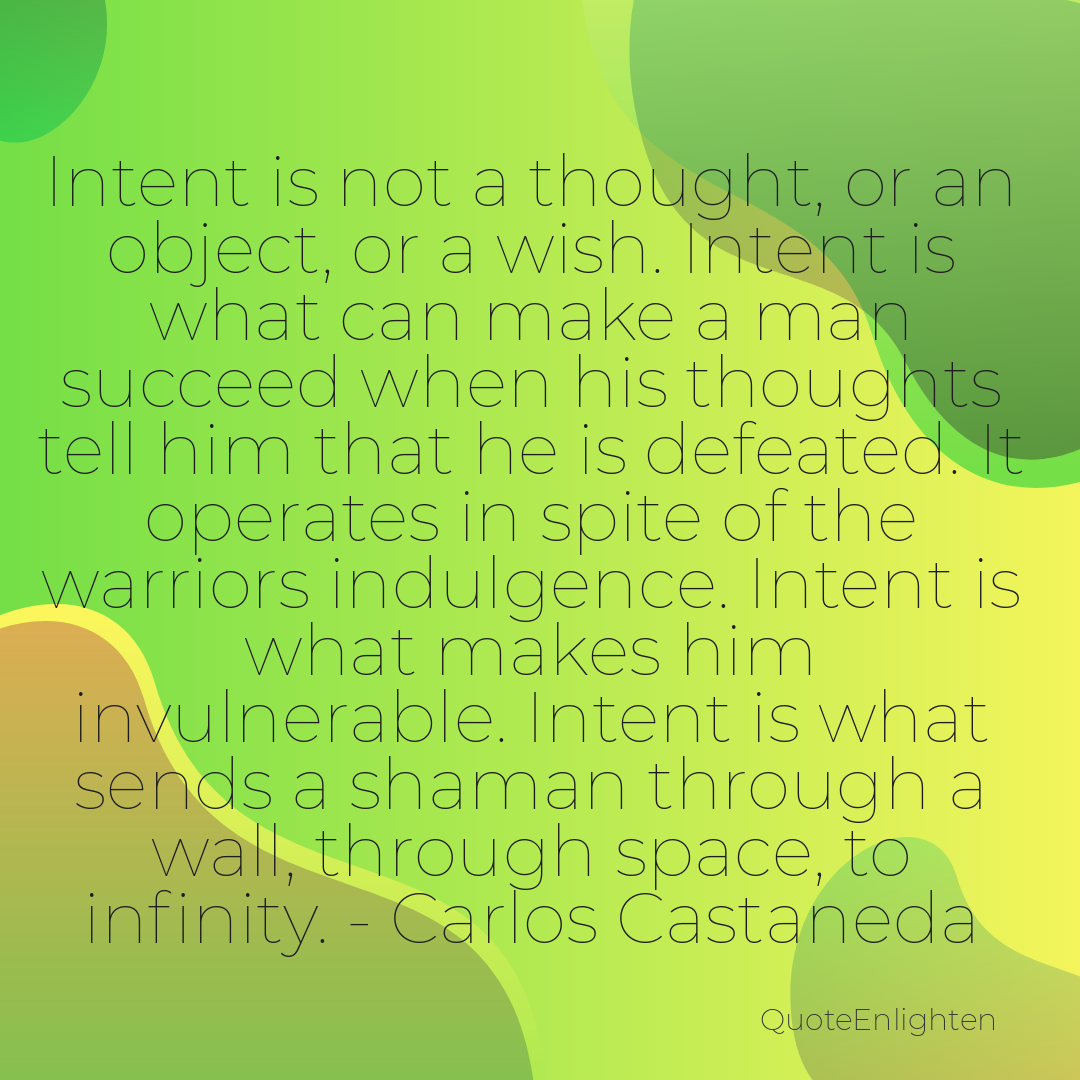 Intent is not a thought, or an
object, or a wish. Intent is
what can make a man
succeed when his thoughts
tell him that he is defeated. It
operates in spite of the
warriors indulgence. Intent is
what makes him
invulnerable. Intent is what
sends a shaman through a
wall, through space, to
infinity. - Carlos Castaneda
QuoteEnlighten